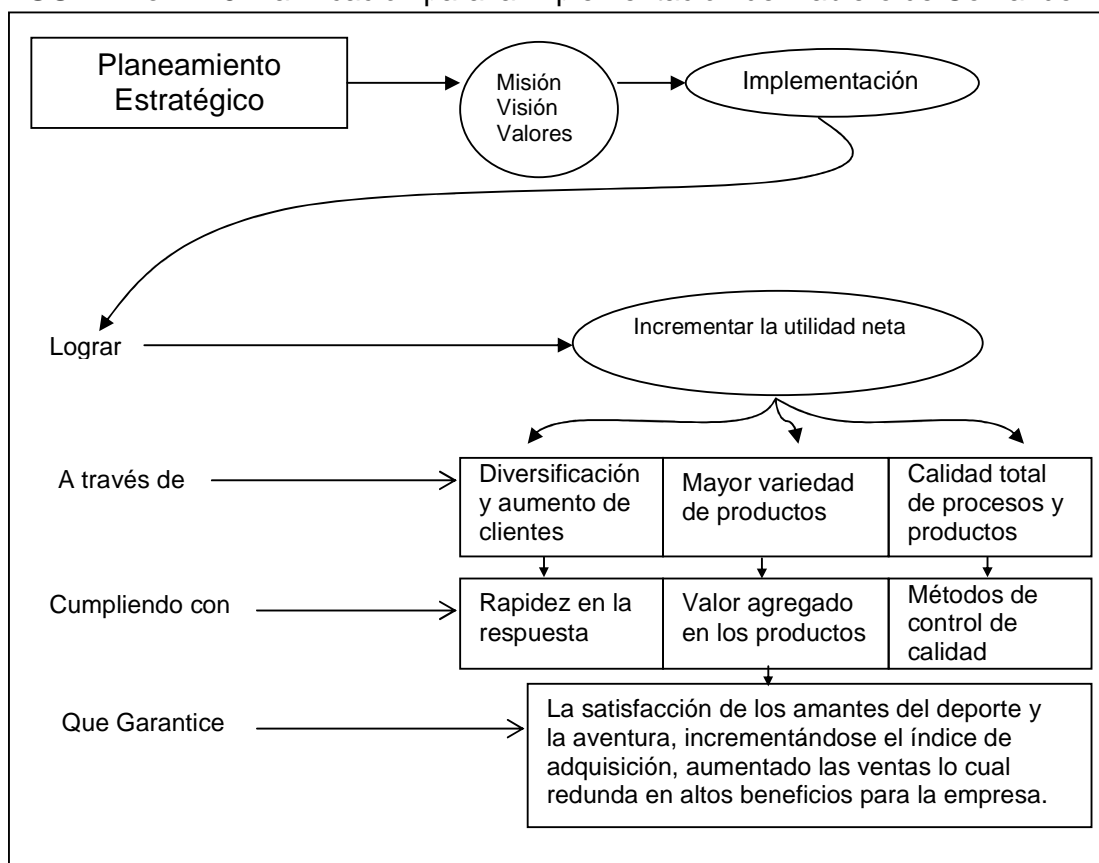 Planeamiento
Estratégico
Misión
Visión
Valores
Implementación
Lograr
Incrementar la utilidad neta
A través de
Diversificación
y aumento de
clientes
Mayor variedad
de productos
Calidad total
de procesos y
productos
Cumpliendo con
Rapidez en la
respuesta
Valor agregado
en los productos
Métodos de
control de
calidad
Que Garantice
La satisfacción de los amantes del deporte y
la aventura, incrementándose el índice de
adquisición, aumentado las ventas lo cual
redunda en altos beneficios para la empresa.